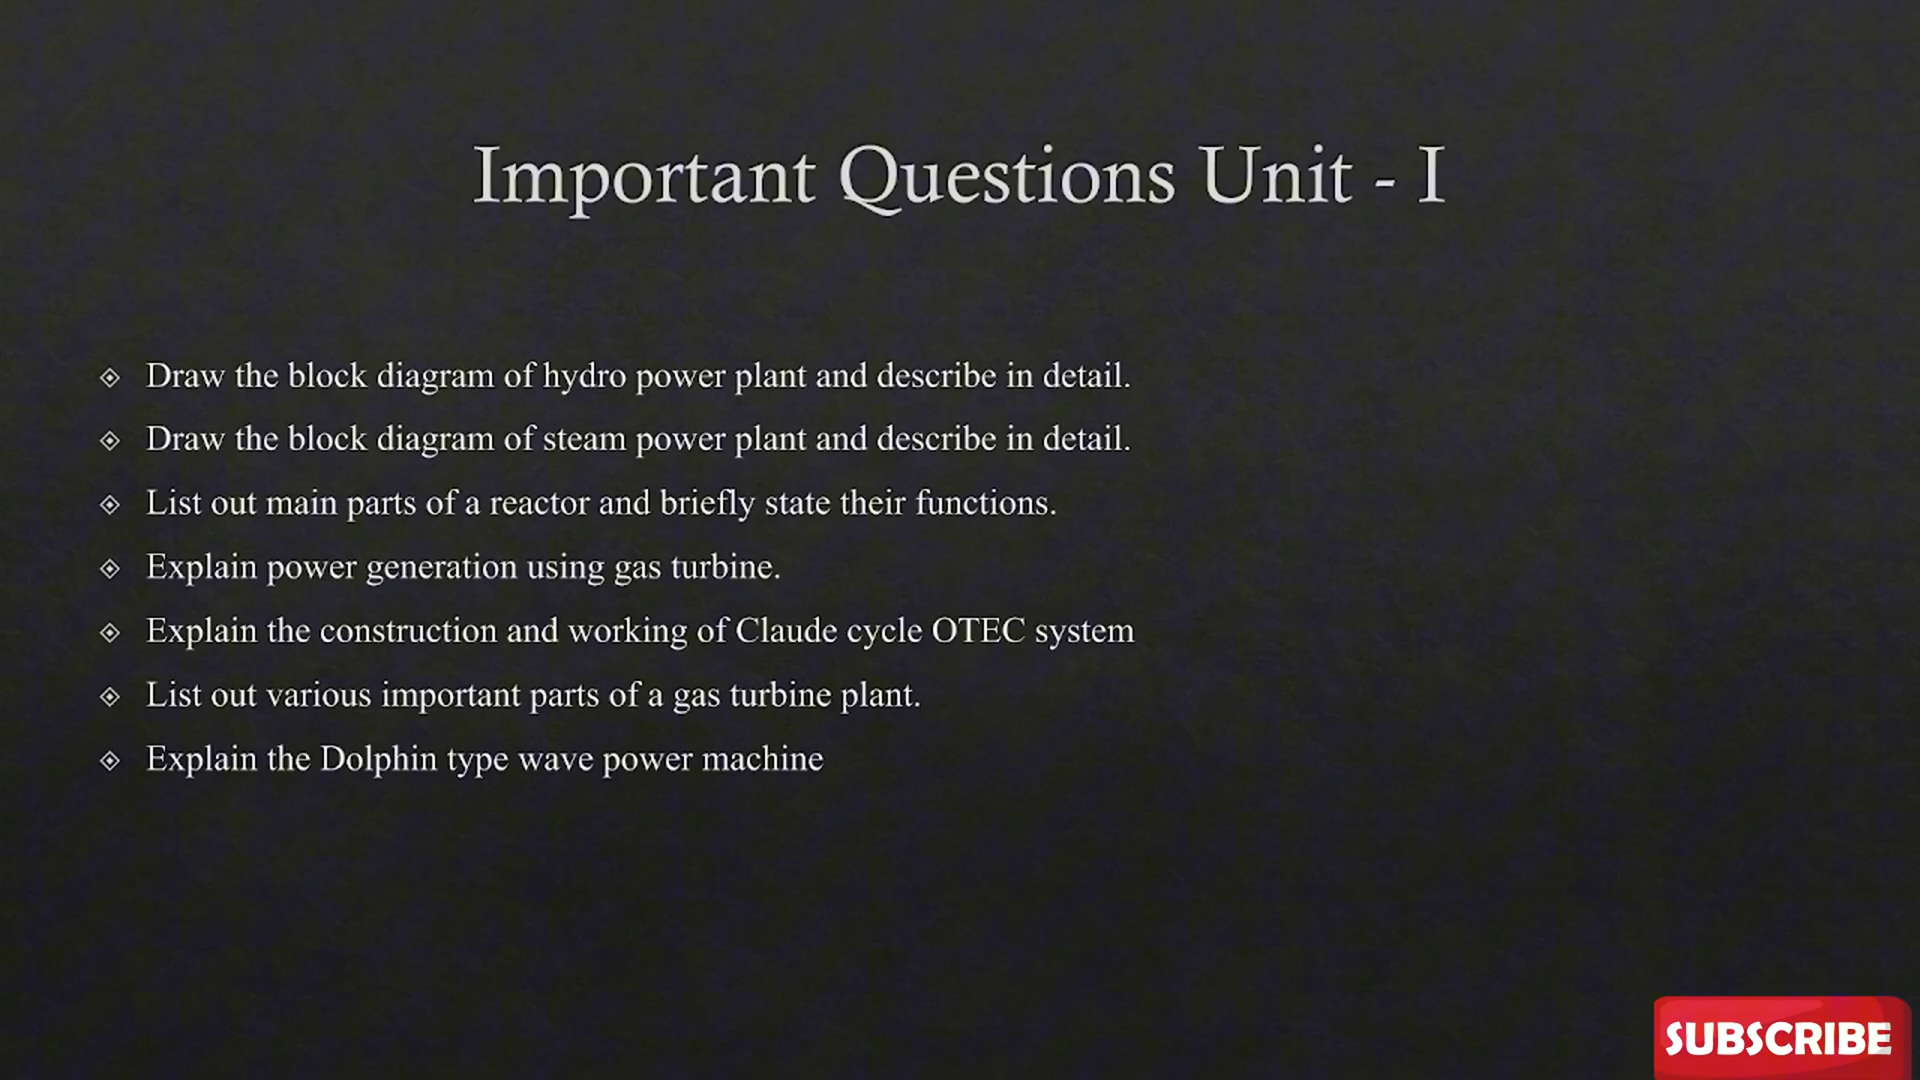 Important Questions Unit - I
Draw the block diagram of hydro power plant and describe in detail.
Draw the block diagram of steam power plant and describe in detail.
List out main parts of a reactor and briefly state their functions.
Explain power generation using gas turbine.
Explain the construction and working of Claude cycle OTEC system
List out various important parts of a gas turbine plant.
Explain the Dolphin type wave power machine
SUBSCRIBE